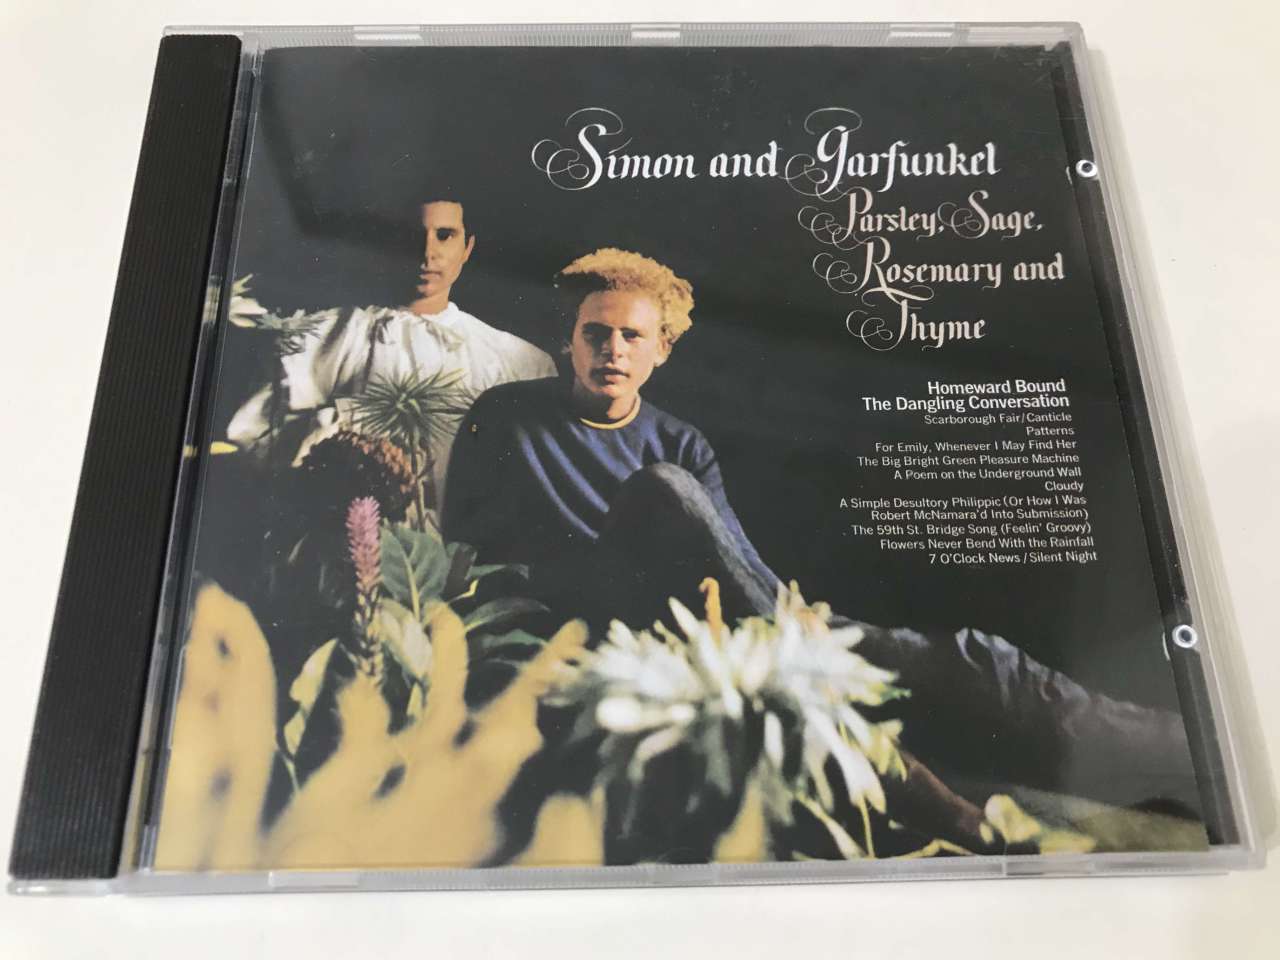 Simon and Garfunkel
Parsley, Sage,
Rosemary and
Thyme
Homeward Bound
The Dangling Conversation
Scarborough Fair/Canticle
Patterns
For Emily, Whenever I May Find Her
The Big Bright Green Pleasure Machine
A Poem on the Underground Wall
Cloudy
A Simple Desultory Philippic (Or How I Was
Robert McNamara'd Into Submission)
The 59th St. Bridge Song (Feelin' Groovy)
Flowers Never Bend With the Rainfall
7 O'Clock News / Silent Night